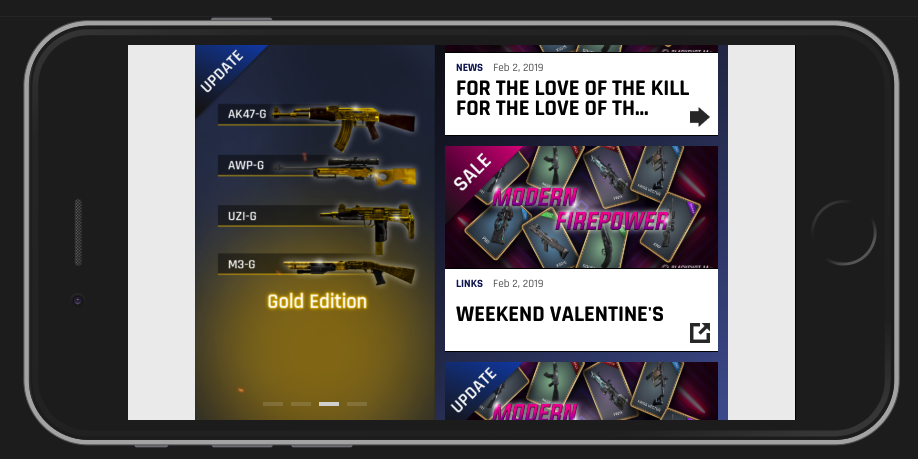 UPDATE
AK47-G
AWP-G
UZI-G
M3-G
Gold Edition
NEWS Feb 2, 2019
FOR THE LOVE OF THE KILL
FOR THE LOVE OF TH...
SALE
MODERN
FIREPOWER
LINKS Feb 2, 2019
WEEKEND VALENTINE'S
UPDATE
MODERN